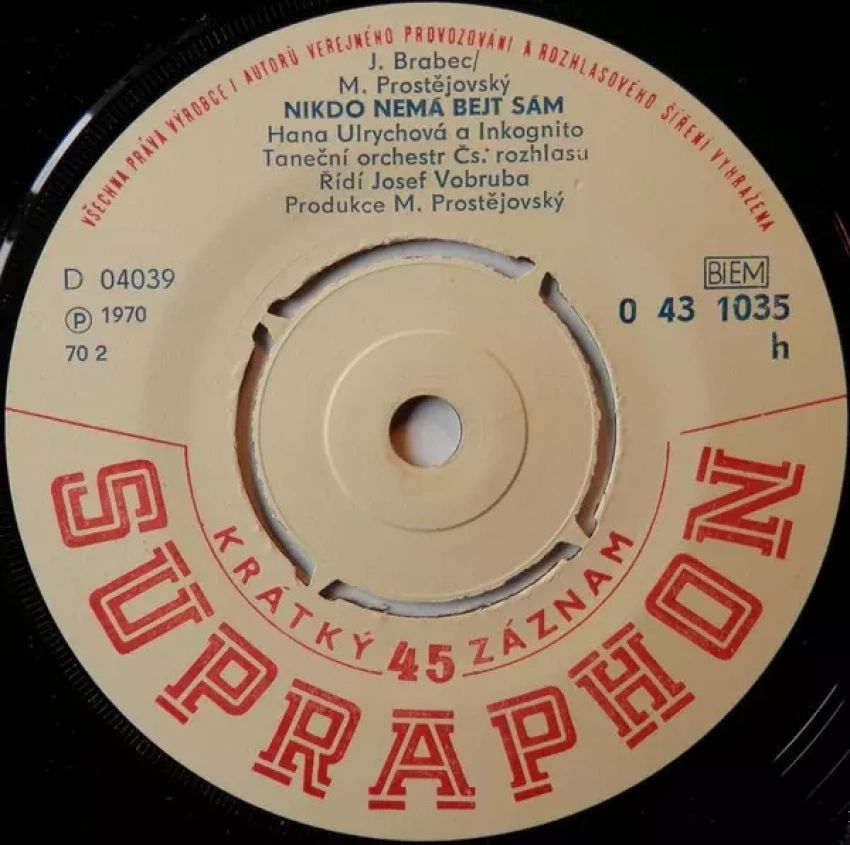 VŠECHNA PRÁVA VÝROBCE I AUTORŮ VEŘEJNÉHO PROVOZOVÁNÍ A ROZHLASOVÉHO ŠÍŘENÍ VYHRAŽENA
J. Brabec/
M. Prostějovský
NIKDO NEMÁ BEJT SÁM
Hana Ulrychová a Inkognito
Taneční orchestr Čs. rozhlasu
Řídí Josef Vobruba
Produkce M. Prostějovský
D 04039
Ⓟ 1970
70 2
BIEM
0 43 1035
h
KRÁTKÝ 45 ZÁZNAM
SUPRAPHON